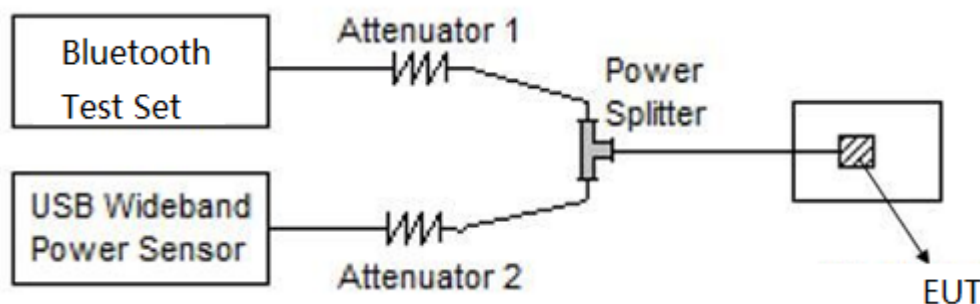 Bluetooth
Test Set
Attenuator 1
Power
Splitter
USB Wideband
Power Sensor
Attenuator 2
EUT